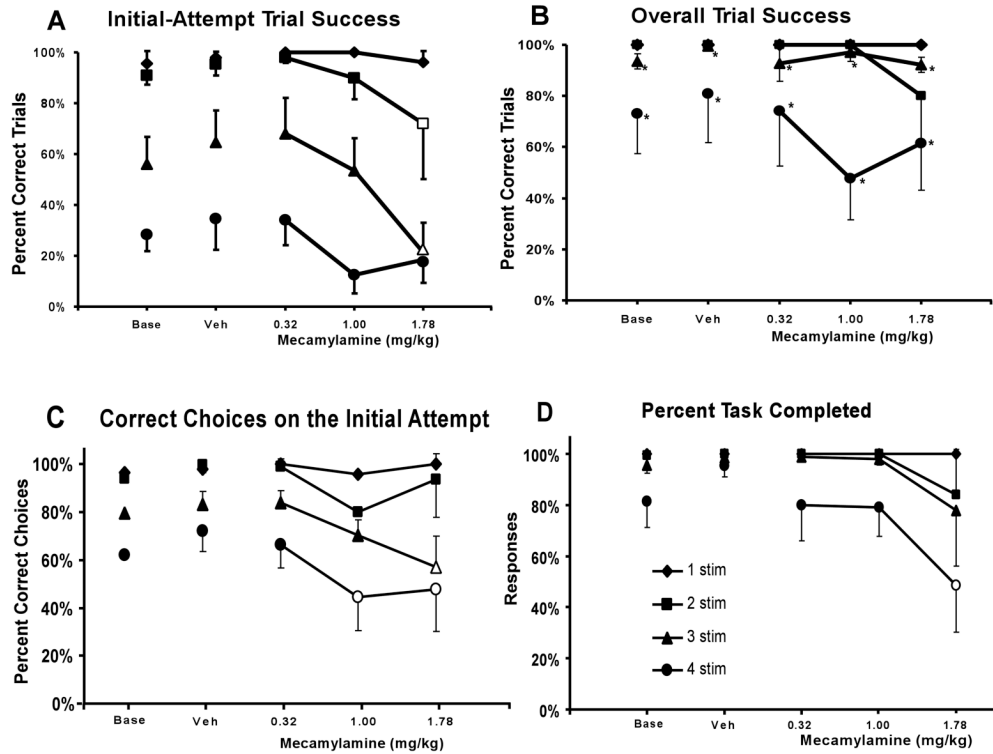 A Initial-Attempt Trial Success
Percent Correct Trials
100%
80%
60%
40%
20%
0%
Base Veh 0.32 1.00 1.78
Mecamylamine (mg/kg)
B Overall Trial Success
Percent Correct Trials
100%
80%
60%
40%
20%
0%
* * * * *
* * * * *
Base Veh 0.32 1.00 1.78
Mecamylamine (mg/kg)
C Correct Choices on the Initial Attempt
Percent Correct Choices
100%
80%
60%
40%
20%
0%
Base Veh 0.32 1.00 1.78
Mecamylamine (mg/kg)
D Percent Task Completed
Responses
100%
80%
60%
40%
20%
0%
1 stim
2 stim
3 stim
4 stim
Base Veh 0.32 1.00 1.78
Mecamylamine (mg/kg)